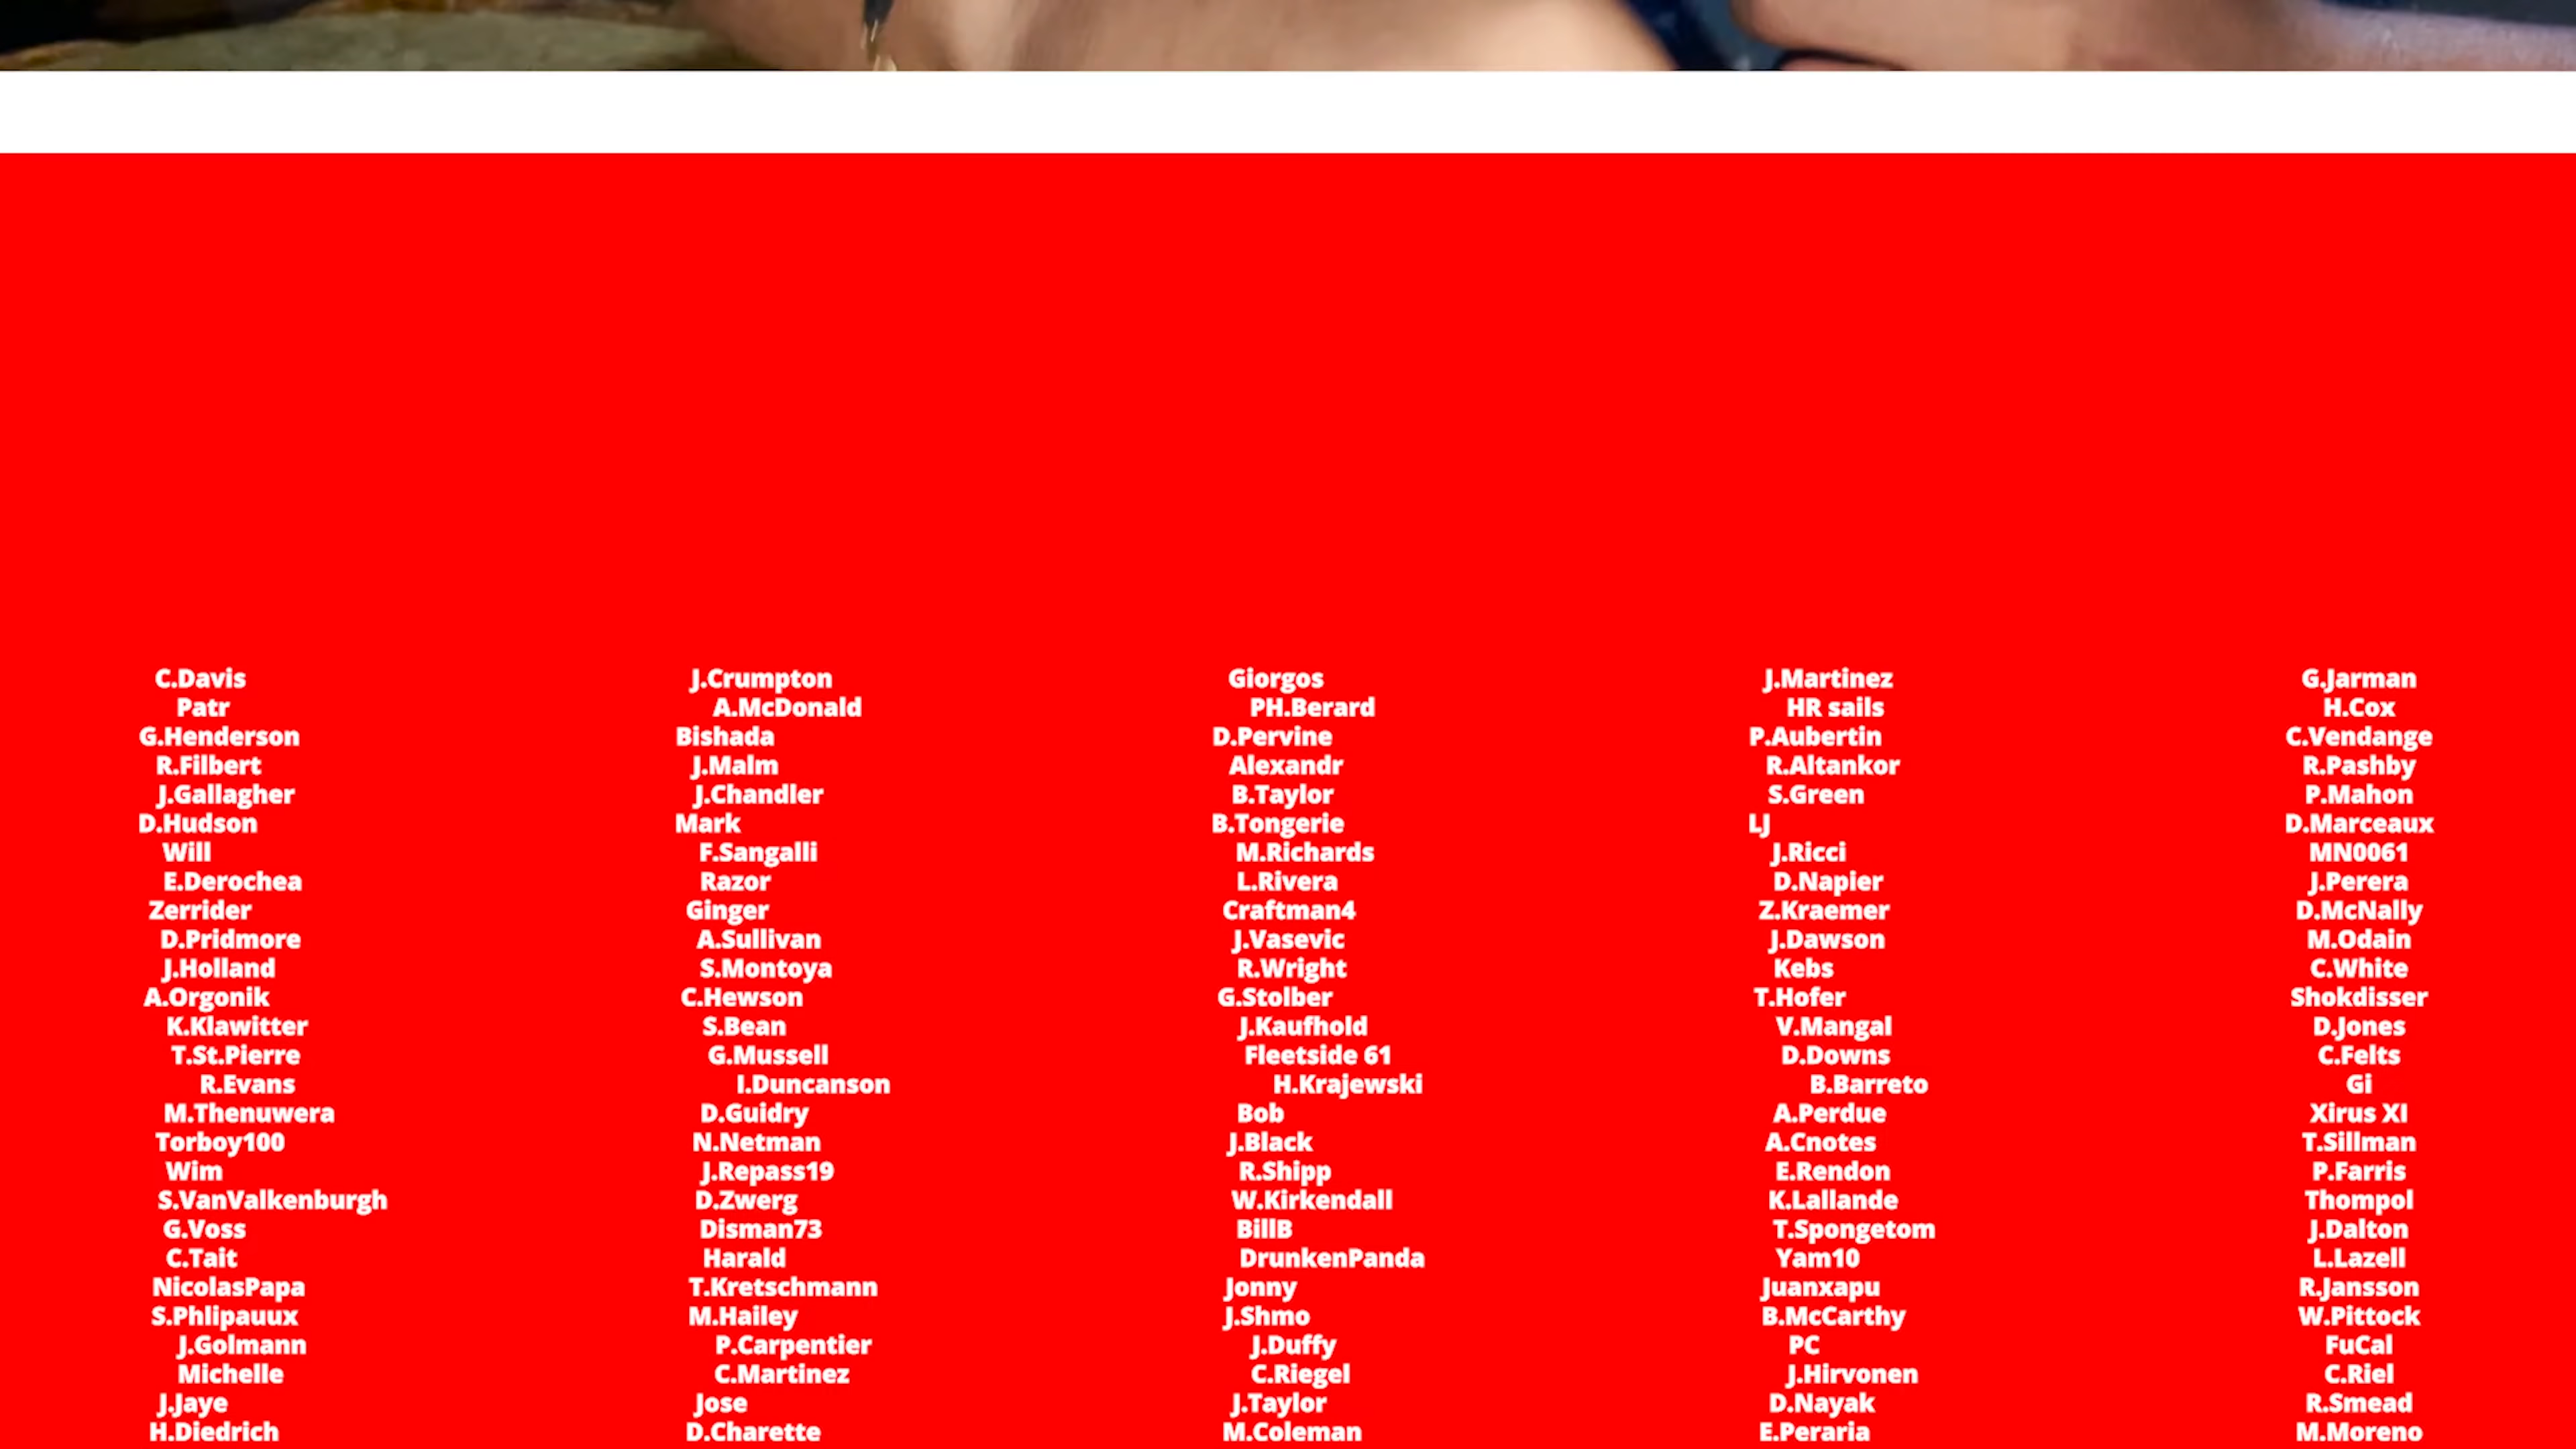 C.Davis J.Crumpton Giorgos J.Martinez G.Jarman
Patr A.McDonald PH.Berard HR sails H.Cox
G.Henderson Bishada D.Pervine P.Aubertin C.Vendange
R.Filbert J.Malm Alexandr R.Altankor R.Pashby
J.Gallagher J.Chandler B.Taylor S.Green P.Mahon
D.Hudson Mark B.Tongerie LJ D.Marceaux
Will F.Sangalli M.Richards J.Ricci MN0061
E.Derochea Razor L.Rivera D.Napier J.Perera
Zerrider Ginger Craftman4 Z.Kraemer D.McNally
D.Pridmore A.Sullivan J.Vasevic J.Dawson M.Odain
J.Holland S.Montoya R.Wright Kebs C.White
A.Orgonik C.Hewson G.Stolber T.Hofer Shokdisser
K.Klawitter S.Bean J.Kaufhold V.Mangal D.Jones
T.St.Pierre G.Mussell Fleetside 61 D.Downs C.Felts
R.Evans I.Duncanson H.Krajewski B.Barreto Gi
M.Thenuwera D.Guidry Bob A.Perdue Xirus XI
Torboy100 N.Netman J.Black A.Cnotes T.Sillman
Wim J.Repass19 R.Shipp E.Rendon P.Farris
S.VanValkenburgh D.Zwerg W.Kirkendall K.Lallande Thompol
G.Voss Disman73 BillB T.Spongetom J.Dalton
C.Tait Harald DrunkenPanda Yam10 L.Lazell
NicolasPapa T.Kretschmann Jonny Juanxapu R.Jansson
S.Phlipauux M.Hailey J.Shmo B.McCarthy W.Pittock
J.Golmann P.Carpentier J.Duffy PC FuCal
Michelle C.Martinez C.Riegel J.Hirvonen C.Riel
J.Jaye Jose J.Taylor D.Nayak R.Smead
H.Diedrich D.Charette M.Coleman E.Peraria M.Moreno